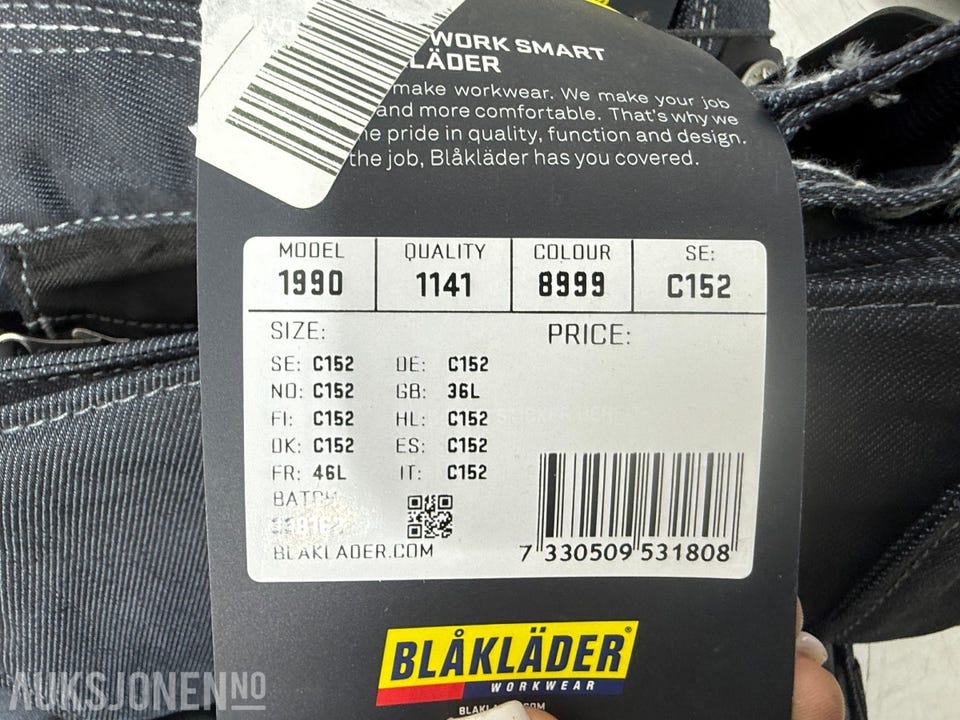 WORK SMART
LÄDER
make workwear. We make your job
and more comfortable. That's why we
pride in quality, function and design.
the job, Blåkläder has you covered.
MODEL QUALITY COLOUR SE:
1990 1141 8999 C152
SIZE: PRICE:
SE: C152 DE: C152
NO: C152 GB: 36L
FI: C152 HL: C152
DK: C152 ES: C152
FR: 46L IT: C152
BATCH
BLAKLADER.COM
7 330509 531808
BLÅKLÄDER®
WORKWEAR
AUKSJONEN NO